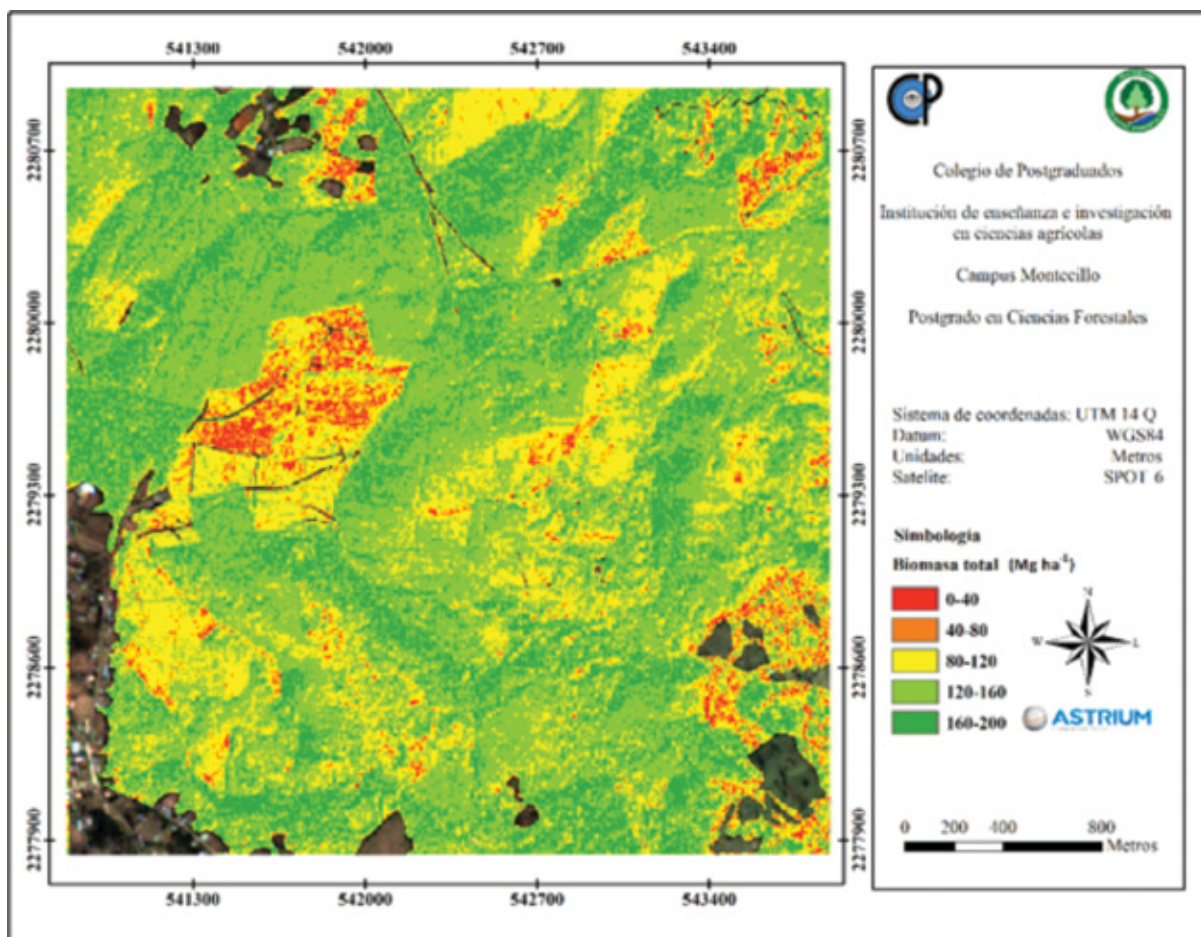 541300 542000 542700 543400
2280700
2280000
2279300
2278600
2277900
2280700
2280000
2279300
2278600
2277900
541300 542000 542700 543400
CP
Colegio de Postgraduados
Institución de enseñanza e investigación
en ciencias agrícolas
Campus Montecillo
Postgrado en Ciencias Forestales
Sistema de coordenadas: UTM 14 Q
Datum: WGS84
Unidades: Metros
Satelite: SPOT 6
Simbología
Biomasa total (Mg ha⁻¹)
0-40
40-80
80-120
120-160
160-200
N
W L
S
ASTRIUM
0 200 400 800
Metros